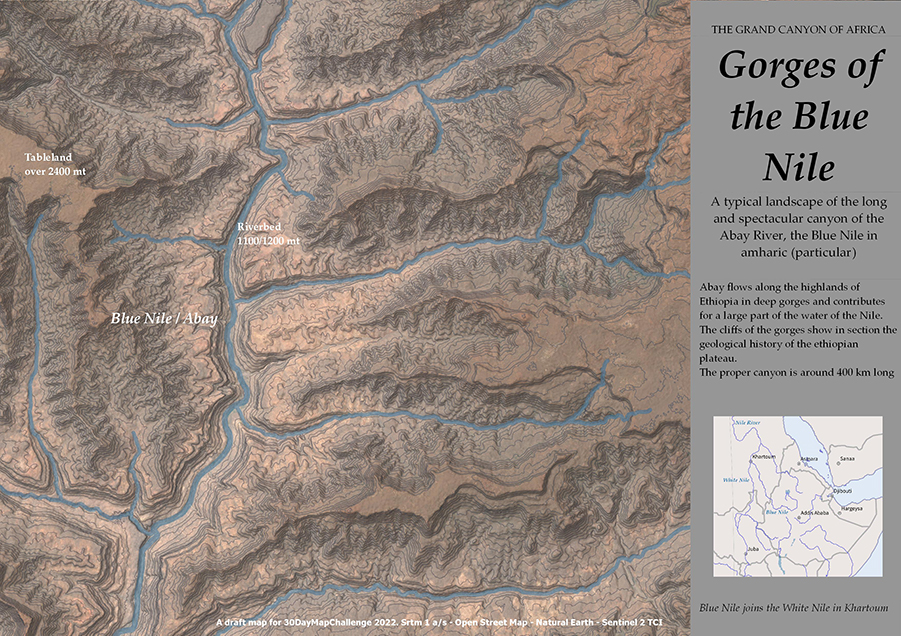 THE GRAND CANYON OF AFRICA
Gorges of
the Blue
Nile
A typical landscape of the long
and spectacular canyon of the
Abay River, the Blue Nile in
amharic (particular)
Abay flows along the highlands of
Ethiopia in deep gorges and contributes
for a large part of the water of the Nile.
The cliffs of the gorges show in section the
geological history of the ethiopian
plateau.
The proper canyon is around 400 km long
Tableland
over 2400 mt
Riverbed
1100/1200 mt
Blue Nile / Abay
Nile River
Khartoum
Asmara
Sanaa
White Nile
Djibouti
Blue Nile
Addis Ababa
Hargeysa
Juba
Blue Nile joins the White Nile in Khartoum
A draft map for 30DayMapChallenge 2022. Srtm 1 a/s - Open Street Map - Natural Earth - Sentinel 2 TCI